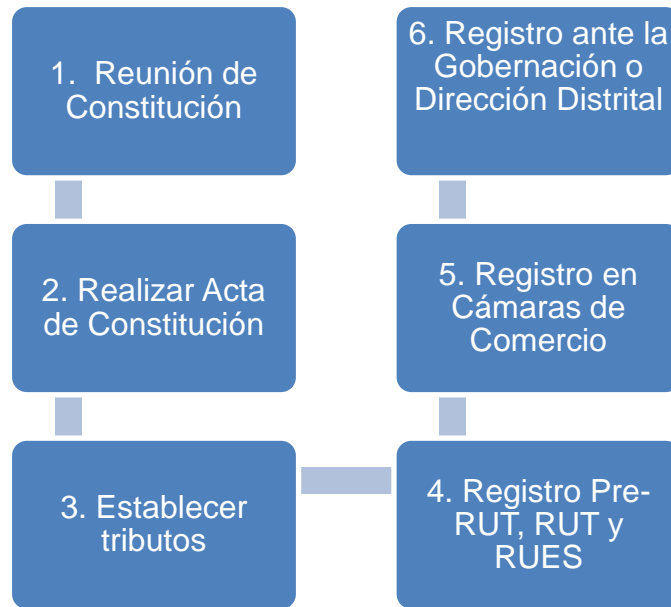 1. Reunión de
Constitución
2. Realizar Acta
de Constitución
3. Establecer
tributos
4. Registro Pre-
RUT, RUT y
RUES
5. Registro en
Cámaras de
Comercio
6. Registro ante la
Gobernación o
Dirección Distrital